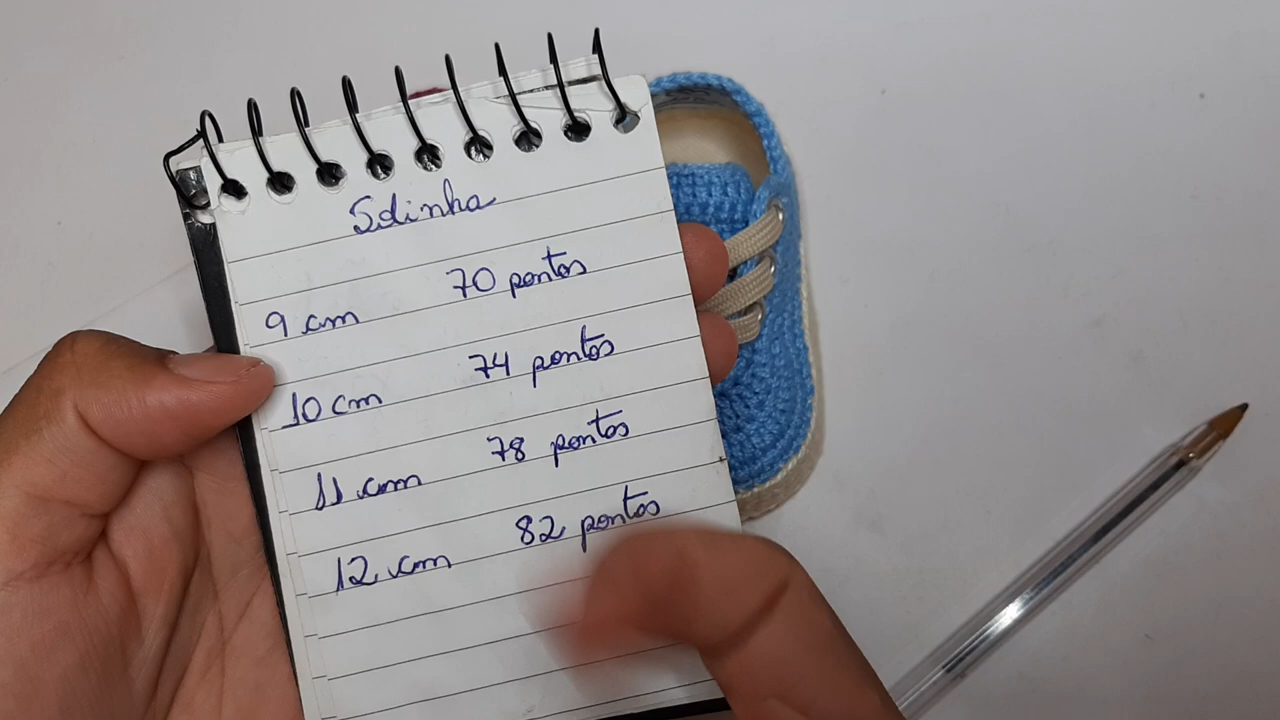 Solinha
9 cm 70 pontos
10 cm 74 pontos
11 cm 78 pontos
12 cm 82 pontos